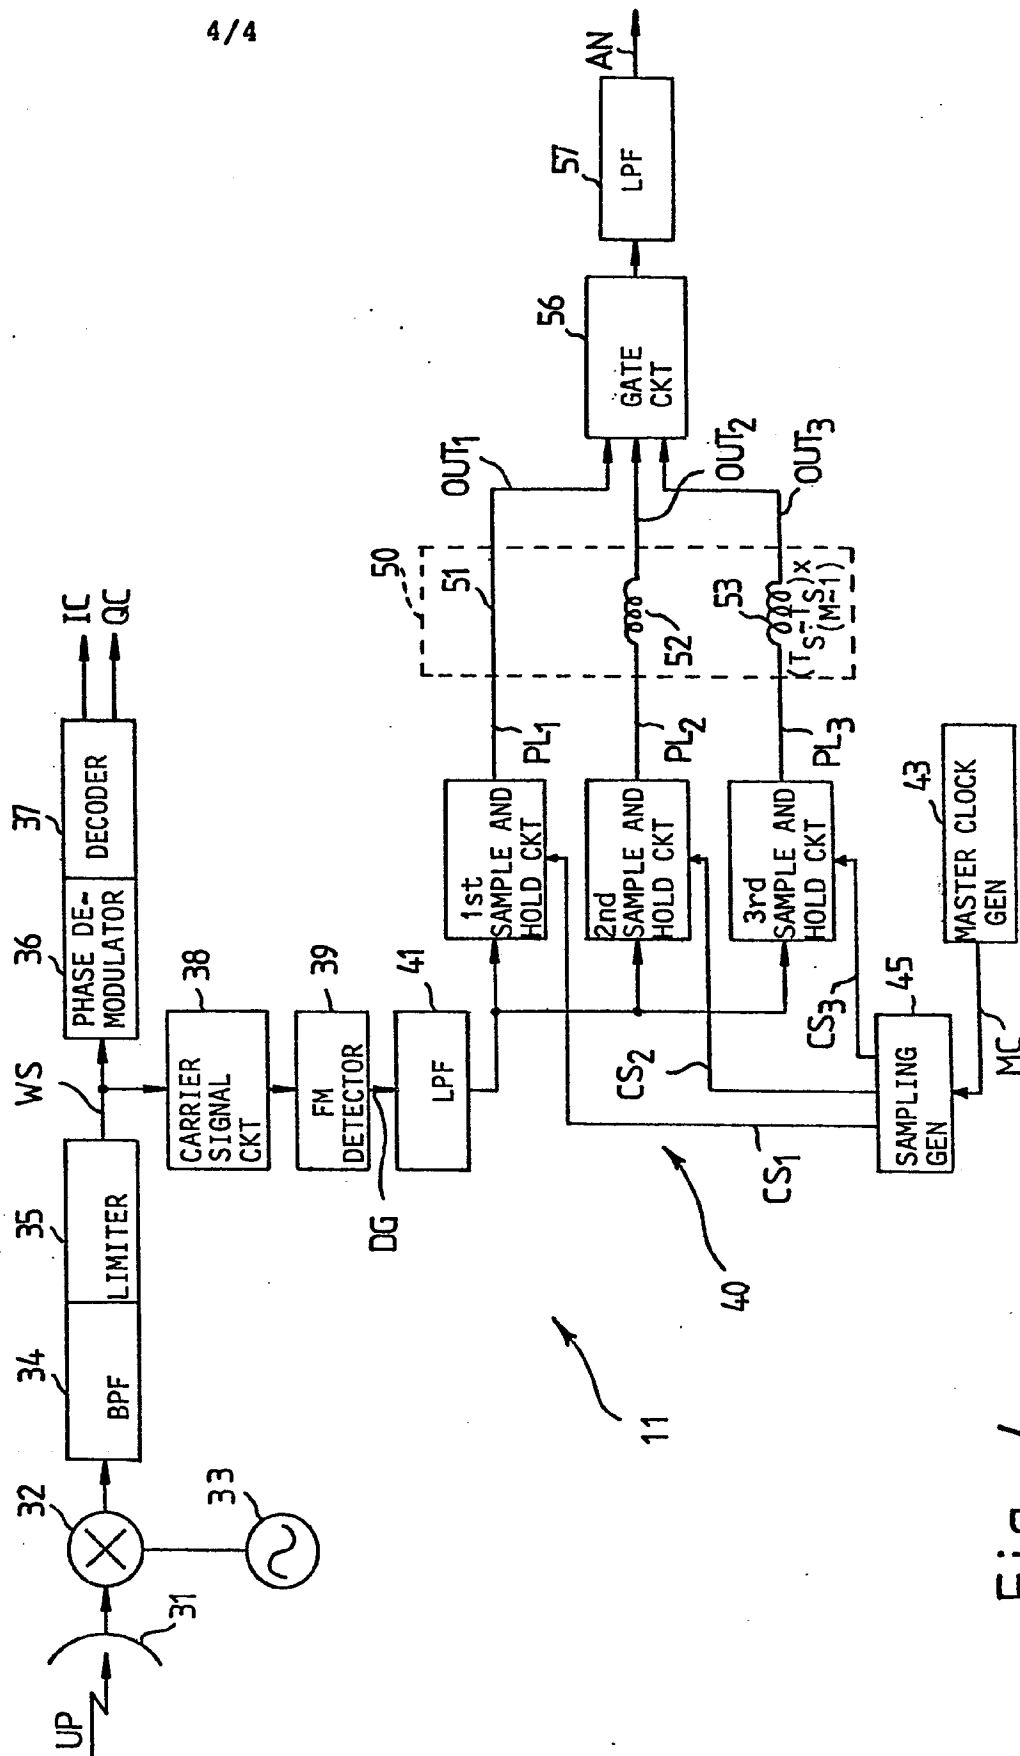 4/4
UP
31
32
33
34
BPF
35
LIMITER
WS
36
PHASE DE-
MODULATOR
37
DECODER
IC
QC
38
CARRIER
SIGNAL
CKT
39
FM
DETECTOR
DG
41
LPF
1st
SAMPLE AND
HOLD CKT
2nd
SAMPLE AND
HOLD CKT
3rd
SAMPLE AND
HOLD CKT
PL1
PL2
PL3
50
51
52
53
(TS-TS)x
(M-1)
OUT1
OUT2
OUT3
56
GATE
CKT
57
LPF
AN
CS1
CS2
CS3
45
SAMPLING
GEN
MC
43
MASTER CLOCK
GEN
40
11